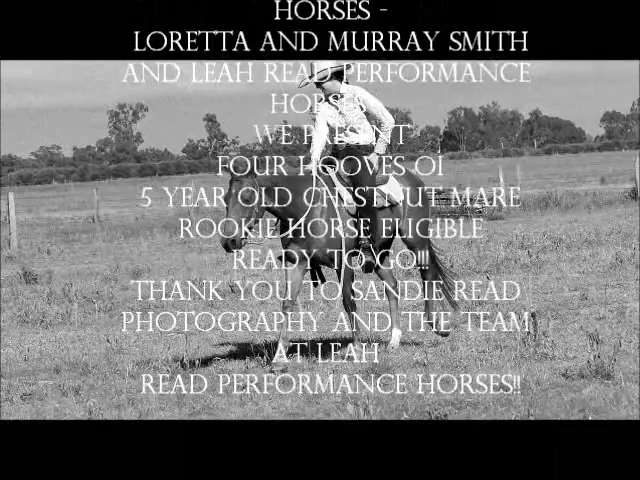 HORSES -
LORETTA AND MURRAY SMITH
AND LEAH READ PERFORMANCE
HORSES
WE PRESENT
FOUR HOOVES OI
5 YEAR OLD CHESTNUT MARE
ROOKIE HORSE ELIGIBLE
READY TO GO!!!
THANK YOU TO SANDIE READ
PHOTOGRAPHY AND THE TEAM
AT LEAH
READ PERFORMANCE HORSES!!